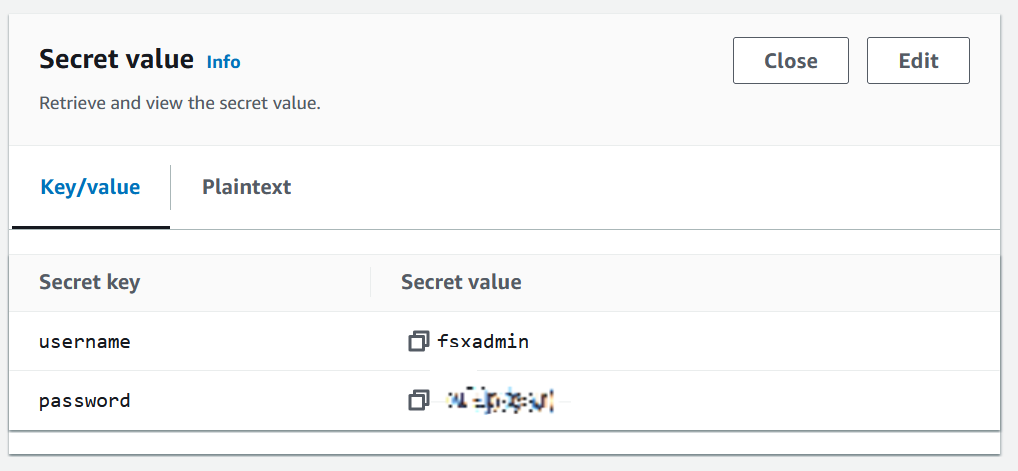 Secret value Info
Close
Edit
Retrieve and view the secret value.
Key/value
Plaintext
Secret key
Secret value
username
fsxadmin
password